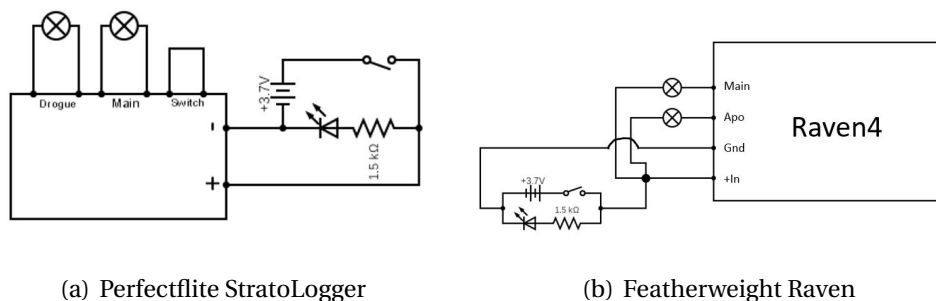 +3.7V
Drogue
Main
Switch
-
+
1.5 kΩ
(a) Perfectflite StratoLogger
Main
Apo
Gnd
+In
Raven4
+3.7V
1.5 kΩ
(b) Featherweight Raven